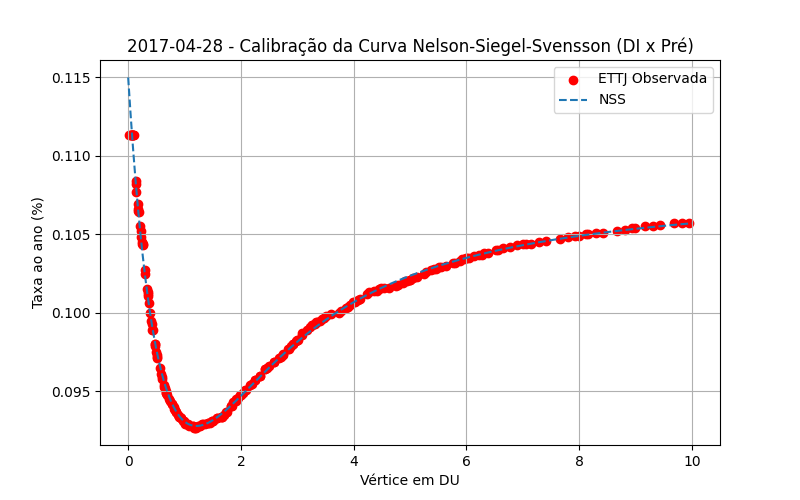 2017-04-28 - Calibração da Curva Nelson-Siegel-Svensson (DI x Pré)
ETTJ Observada
NSS
Taxa ao ano (%)
0.115
0.110
0.105
0.100
0.095
0 2 4 6 8 10
Vértice em DU